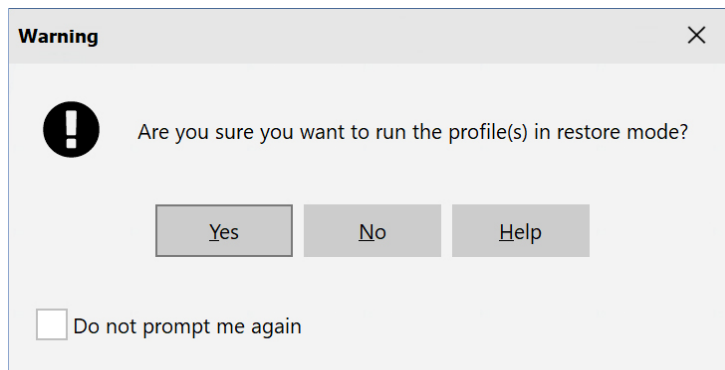 Warning
Are you sure you want to run the profile(s) in restore mode?
Yes No Help
Do not prompt me again